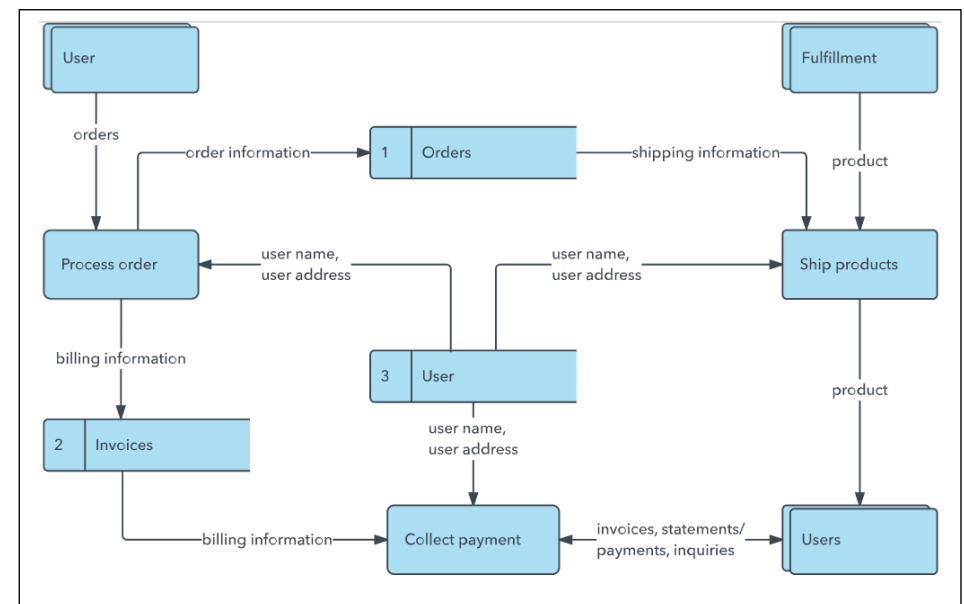 User
Fulfillment
orders
order information
1
Orders
shipping information
product
Process order
user name,
user address
user name,
user address
Ship products
billing information
3
User
product
2
Invoices
user name,
user address
billing information
Collect payment
invoices, statements/
payments, inquiries
Users